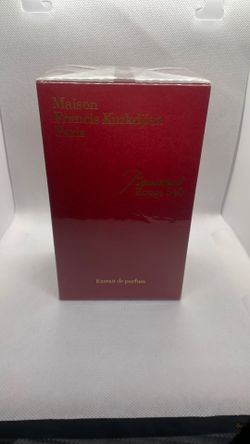 Maison
Francis Kurkdjian
Paris
Baccarat
Rouge 540
Extrait de parfum